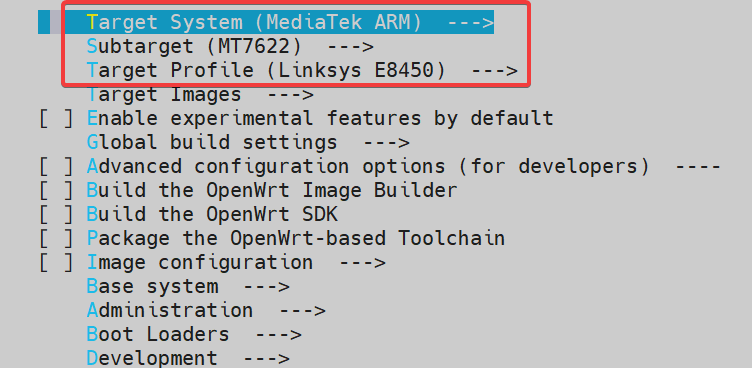 Target System (MediaTek ARM)  --->
Subtarget (MT7622)  --->
Target Profile (Linksys E8450)  --->
Target Images  --->
[ ] Enable experimental features by default
Global build settings  --->
[ ] Advanced configuration options (for developers)  ----
[ ] Build the OpenWrt Image Builder
[ ] Build the OpenWrt SDK
[ ] Package the OpenWrt-based Toolchain
[ ] Image configuration  --->
Base system  --->
Administration  --->
Boot Loaders  --->
Development  --->